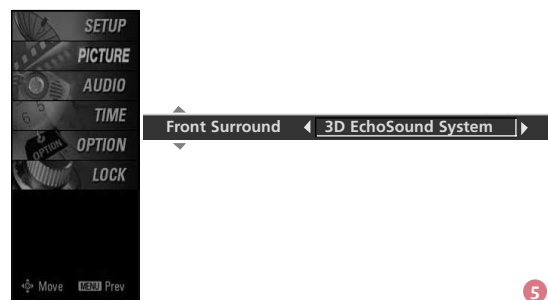 SETUP
PICTURE
AUDIO
TIME
OPTION
LOCK
Front Surround 3D EchoSound System
Move MENU Prev
5